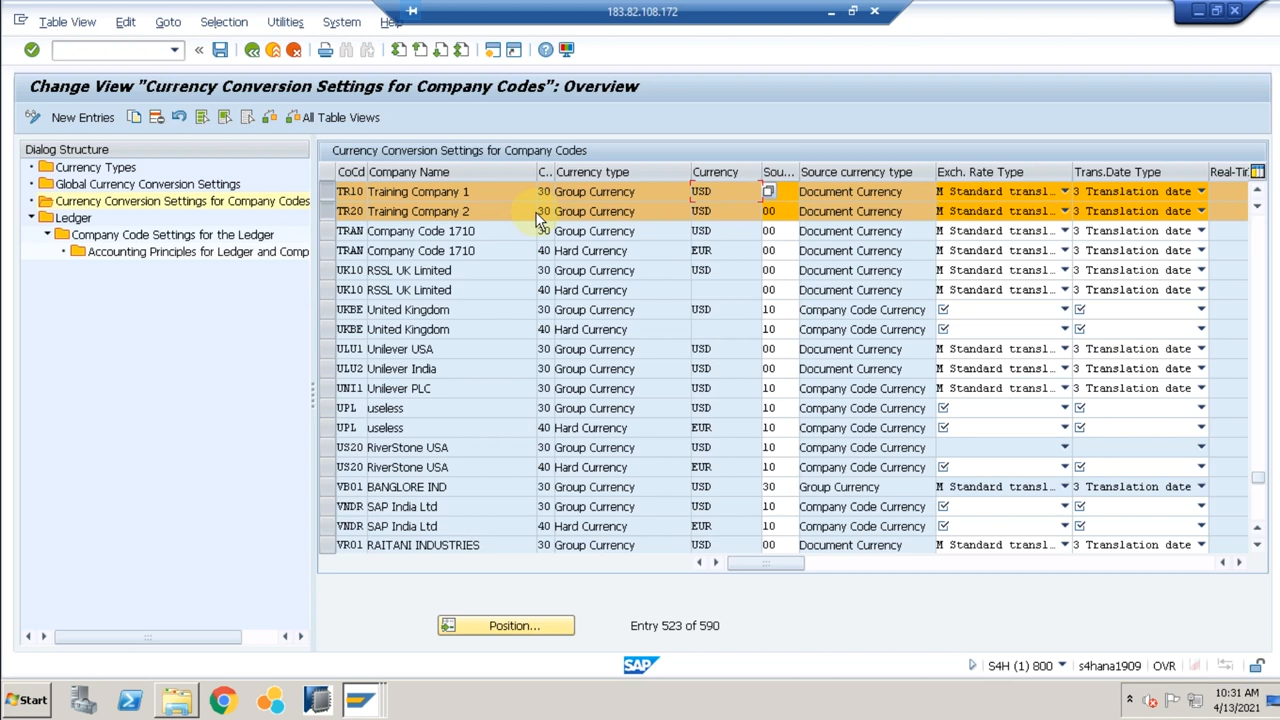 183.82.108.172
Table View Edit Goto Selection Utilities System Help
Change View "Currency Conversion Settings for Company Codes": Overview
New Entries All Table Views
Dialog Structure
Currency Types
Global Currency Conversion Settings
Currency Conversion Settings for Company Codes
Ledger
Company Code Settings for the Ledger
Accounting Principles for Ledger and Comp
Currency Conversion Settings for Company Codes
CoCd Company Name C.. Currency type Currency Sou... Source currency type Exch. Rate Type Trans.Date Type Real-Ti
TR10 Training Company 1 30 Group Currency USD Document Currency M Standard transl… 3 Translation date
TR20 Training Company 2 30 Group Currency USD 00 Document Currency M Standard transl… 3 Translation date
TRAN Company Code 1710 30 Group Currency USD 00 Document Currency M Standard transl… 3 Translation date
TRAN Company Code 1710 40 Hard Currency EUR 00 Document Currency M Standard transl… 3 Translation date
UK10 RSSL UK Limited 30 Group Currency USD 00 Document Currency M Standard transl… 3 Translation date
UK10 RSSL UK Limited 40 Hard Currency 00 Document Currency M Standard transl… 3 Translation date
UKBE United Kingdom 30 Group Currency USD 10 Company Code Currency
UKBE United Kingdom 40 Hard Currency 10 Company Code Currency
ULU1 Unilever USA 30 Group Currency USD 00 Document Currency M Standard transl… 3 Translation date
ULU2 Unilever India 30 Group Currency USD 00 Document Currency M Standard transl… 3 Translation date
UNI1 Unilever PLC 30 Group Currency USD 10 Company Code Currency M Standard transl… 3 Translation date
UPL useless 30 Group Currency USD 10 Company Code Currency
UPL useless 40 Hard Currency EUR 10 Company Code Currency
US20 RiverStone USA 30 Group Currency USD 10 Company Code Currency
US20 RiverStone USA 40 Hard Currency EUR 10 Company Code Currency
VB01 BANGLORE IND 30 Group Currency USD 30 Group Currency M Standard transl… 3 Translation date
VNDR SAP India Ltd 30 Group Currency USD 10 Company Code Currency
VNDR SAP India Ltd 40 Hard Currency EUR 10 Company Code Currency
VR01 RAITANI INDUSTRIES 30 Group Currency USD 00 Document Currency M Standard transl… 3 Translation date
Position... Entry 523 of 590
SAP S4H (1) 800 s4hana1909 OVR
Start 10:31 AM
4/13/2021